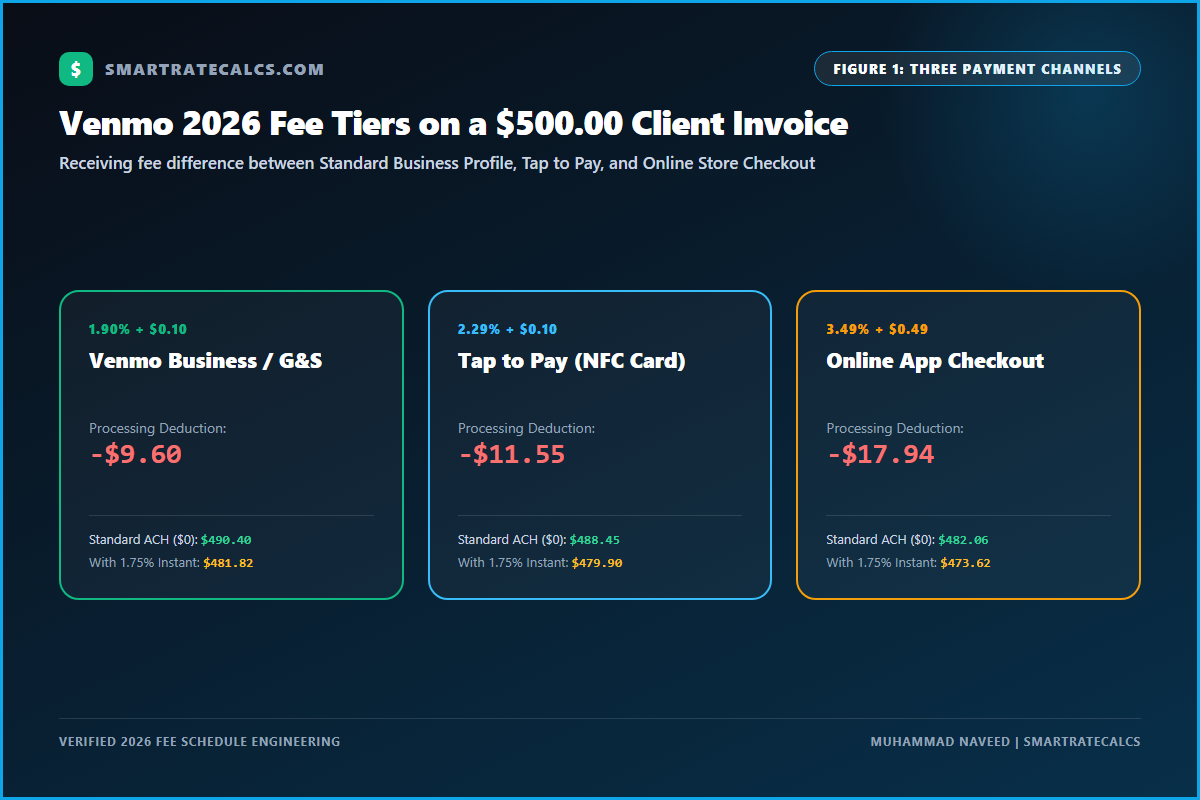 $ SMARTRATECALCS.COM
FIGURE 1: THREE PAYMENT CHANNELS
Venmo 2026 Fee Tiers on a $500.00 Client Invoice
Receiving fee difference between Standard Business Profile, Tap to Pay, and Online Store Checkout
1.90% + $0.10
Venmo Business / G&S
Processing Deduction:
-$9.60
Standard ACH ($0): $490.40
With 1.75% Instant: $481.82
2.29% + $0.10
Tap to Pay (NFC Card)
Processing Deduction:
-$11.55
Standard ACH ($0): $488.45
With 1.75% Instant: $479.90
3.49% + $0.49
Online App Checkout
Processing Deduction:
-$17.94
Standard ACH ($0): $482.06
With 1.75% Instant: $473.62
VERIFIED 2026 FEE SCHEDULE ENGINEERING
MUHAMMAD NAVEED | SMARTRATECALCS